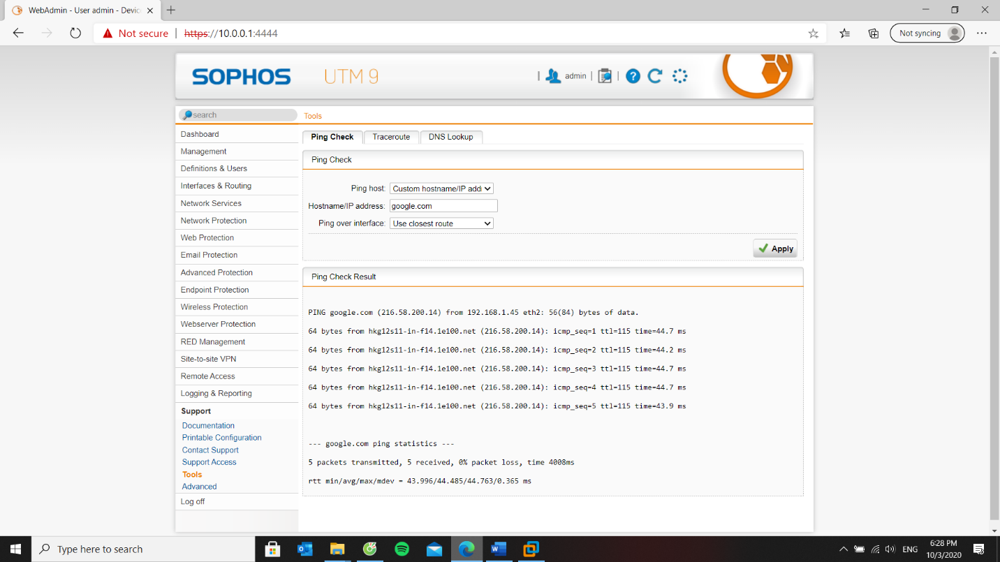 WebAdmin - User admin - Devic
Not secure | https://10.0.0.1:4444
Not syncing
SOPHOS UTM 9
| admin | |
search
Tools
Dashboard
Management
Definitions & Users
Interfaces & Routing
Network Services
Network Protection
Web Protection
Email Protection
Advanced Protection
Endpoint Protection
Wireless Protection
Webserver Protection
RED Management
Site-to-site VPN
Remote Access
Logging & Reporting
Support
Documentation
Printable Configuration
Contact Support
Support Access
Tools
Advanced
Log off
Ping Check Traceroute DNS Lookup
Ping Check
Ping host: Custom hostname/IP addr
Hostname/IP address: google.com
Ping over interface: Use closest route
Apply
Ping Check Result
PING google.com (216.58.200.14) from 192.168.1.45 eth2: 56(84) bytes of data.
64 bytes from hkg12s11-in-f14.1e100.net (216.58.200.14): icmp_seq=1 ttl=115 time=44.7 ms
64 bytes from hkg12s11-in-f14.1e100.net (216.58.200.14): icmp_seq=2 ttl=115 time=44.2 ms
64 bytes from hkg12s11-in-f14.1e100.net (216.58.200.14): icmp_seq=3 ttl=115 time=44.7 ms
64 bytes from hkg12s11-in-f14.1e100.net (216.58.200.14): icmp_seq=4 ttl=115 time=44.7 ms
64 bytes from hkg12s11-in-f14.1e100.net (216.58.200.14): icmp_seq=5 ttl=115 time=43.9 ms
--- google.com ping statistics ---
5 packets transmitted, 5 received, 0% packet loss, time 4008ms
rtt min/avg/max/mdev = 43.996/44.485/44.763/0.365 ms
Type here to search
ENG
6:28 PM
10/3/2020